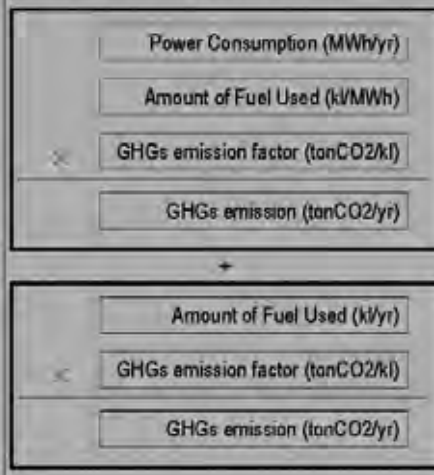 Power Consumption (MWh/yr)
Amount of Fuel Used (kl/MWh)
× GHGs emission factor (tonCO2/kl)
GHGs emission (tonCO2/yr)
+
Amount of Fuel Used (kl/yr)
× GHGs emission factor (tonCO2/kl)
GHGs emission (tonCO2/yr)